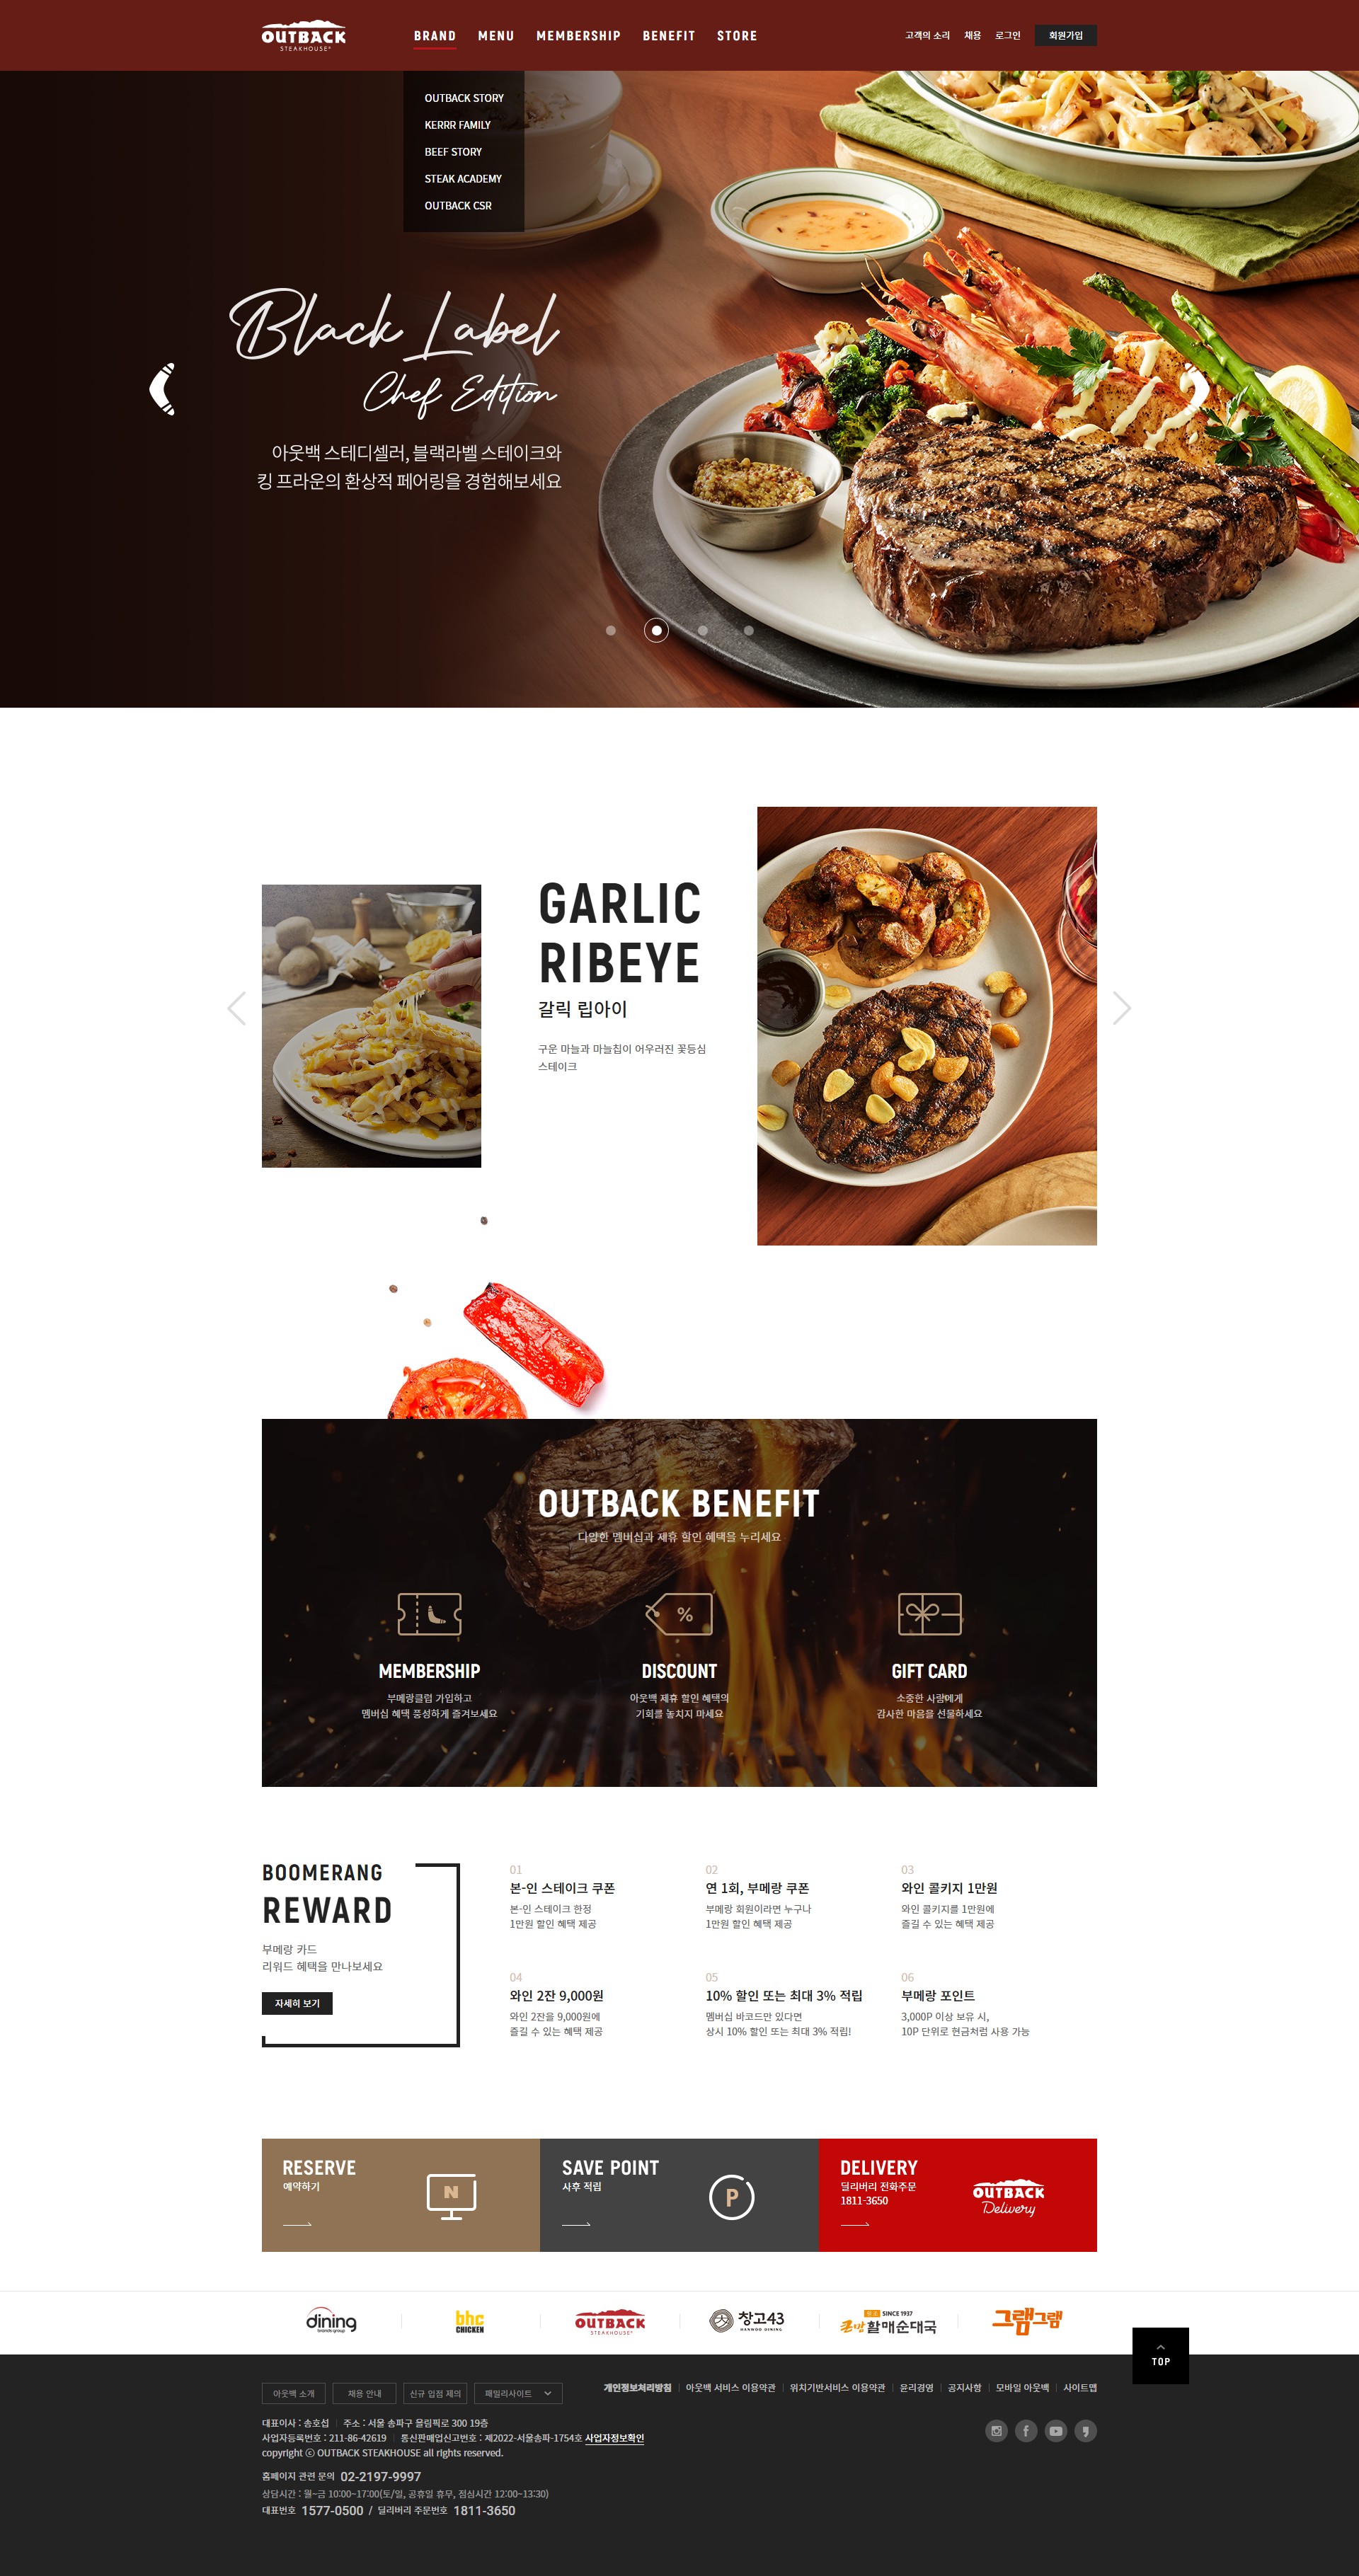 OUTBACK
STEAKHOUSE®
BRAND MENU MEMBERSHIP BENEFIT STORE
고객의 소리 채용 로그인 회원가입
OUTBACK STORY
KERRR FAMILY
BEEF STORY
STEAK ACADEMY
OUTBACK CSR
Black Label
Chef Edition
아웃백 스테디셀러, 블랙라벨 스테이크와
킹 프라운의 환상적 페어링을 경험해보세요
GARLIC
RIBEYE
갈릭 립아이
구운 마늘과 마늘칩이 어우러진 꽃등심
스테이크
OUTBACK BENEFIT
다양한 멤버십과 제휴 할인 혜택을 누리세요
%
MEMBERSHIP
부메랑클럽 가입하고
멤버십 혜택 풍성하게 즐겨보세요
DISCOUNT
아웃백 제휴 할인 혜택의
기회를 놓치지 마세요
GIFT CARD
소중한 사람에게
감사한 마음을 선물하세요
BOOMERANG
REWARD
부메랑 카드
리워드 혜택을 만나보세요
자세히 보기
01
본-인 스테이크 쿠폰
본-인 스테이크 한정
1만원 할인 혜택 제공
02
연 1회, 부메랑 쿠폰
부메랑 회원이라면 누구나
1만원 할인 혜택 제공
03
와인 콜키지 1만원
와인 콜키지를 1만원에
즐길 수 있는 혜택 제공
04
와인 2잔 9,000원
와인 2잔을 9,000원에
즐길 수 있는 혜택 제공
05
10% 할인 또는 최대 3% 적립
멤버십 바코드만 있다면
상시 10% 할인 또는 최대 3% 적립!
06
부메랑 포인트
3,000P 이상 보유 시,
10P 단위로 현금처럼 사용 가능
RESERVE
예약하기
N
SAVE POINT
사후 적립
P
DELIVERY
딜리버리 전화주문
1811-3650
OUTBACK
Delivery
dining
brands group
bhc
CHICKEN
OUTBACK
STEAKHOUSE®
창고43
HANWOO DINING
SINCE 1937
큰맘할매순대국
그램그램
TOP
아웃백 소개 채용 안내 신규 입점 제의 패밀리사이트
개인정보처리방침 아웃백 서비스 이용약관 위치기반서비스 이용약관 윤리경영 공지사항 모바일 아웃백 사이트맵
대표이사 : 송호섭 주소 : 서울 송파구 올림픽로 300 19층
사업자등록번호 : 211-86-42619 통신판매업신고번호 : 제2022-서울송파-1754호 사업자정보확인
copyright ⓒ OUTBACK STEAKHOUSE all rights reserved.
홈페이지 관련 문의 02-2197-9997
상담시간 : 월~금 10:00~17:00(토/일, 공휴일 휴무, 점심시간 12:00~13:30)
대표번호 1577-0500 / 딜리버리 주문번호 1811-3650